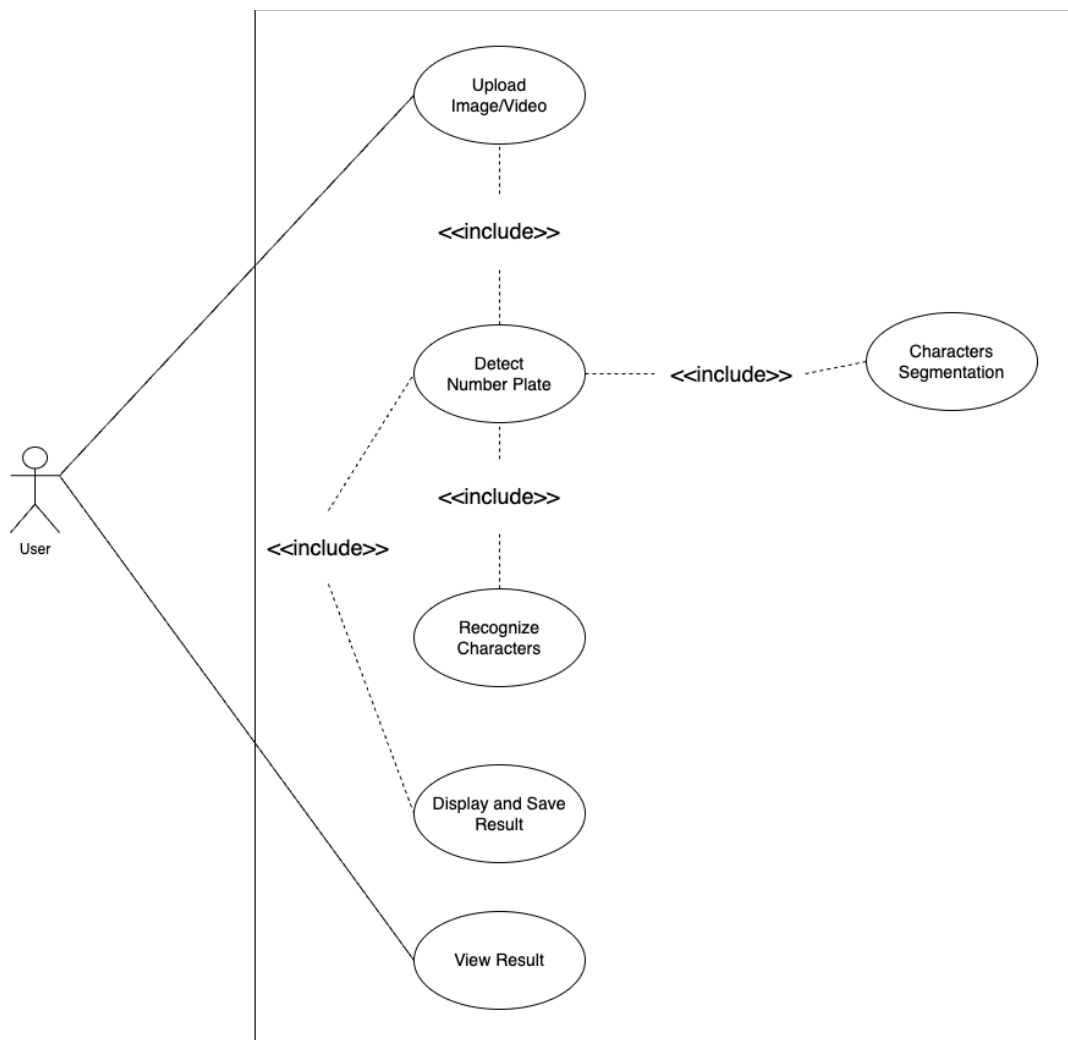 Upload
Image/Video
<<include>>
Detect
Number Plate
<<include>>
Characters
Segmentation
<<include>>
<<include>>
User
Recognize
Characters
Display and Save
Result
View Result